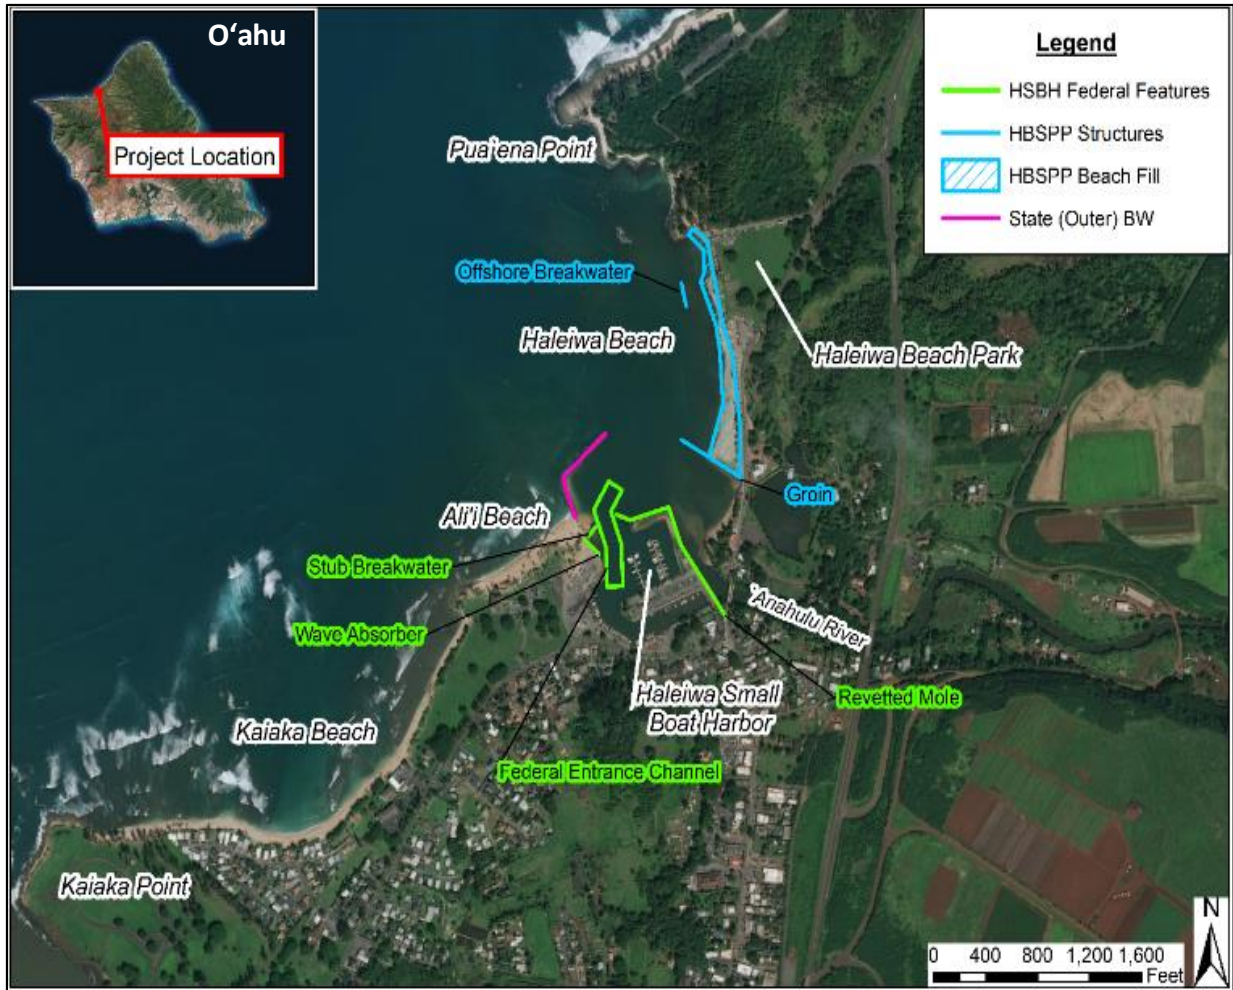 Oʻahu
Project Location
Legend
HSBH Federal Features
HBSPP Structures
HBSPP Beach Fill
State (Outer) BW
Pua'ena Point
Offshore Breakwater
Haleiwa Beach
Haleiwa Beach Park
Groin
Ali'i Beach
Stub Breakwater
Wave Absorber
'Anahulu River
Haleiwa Small
Boat Harbor
Revetted Mole
Kaiaka Beach
Federal Entrance Channel
Kaiaka Point
N
0 400 800 1,200 1,600
Feet